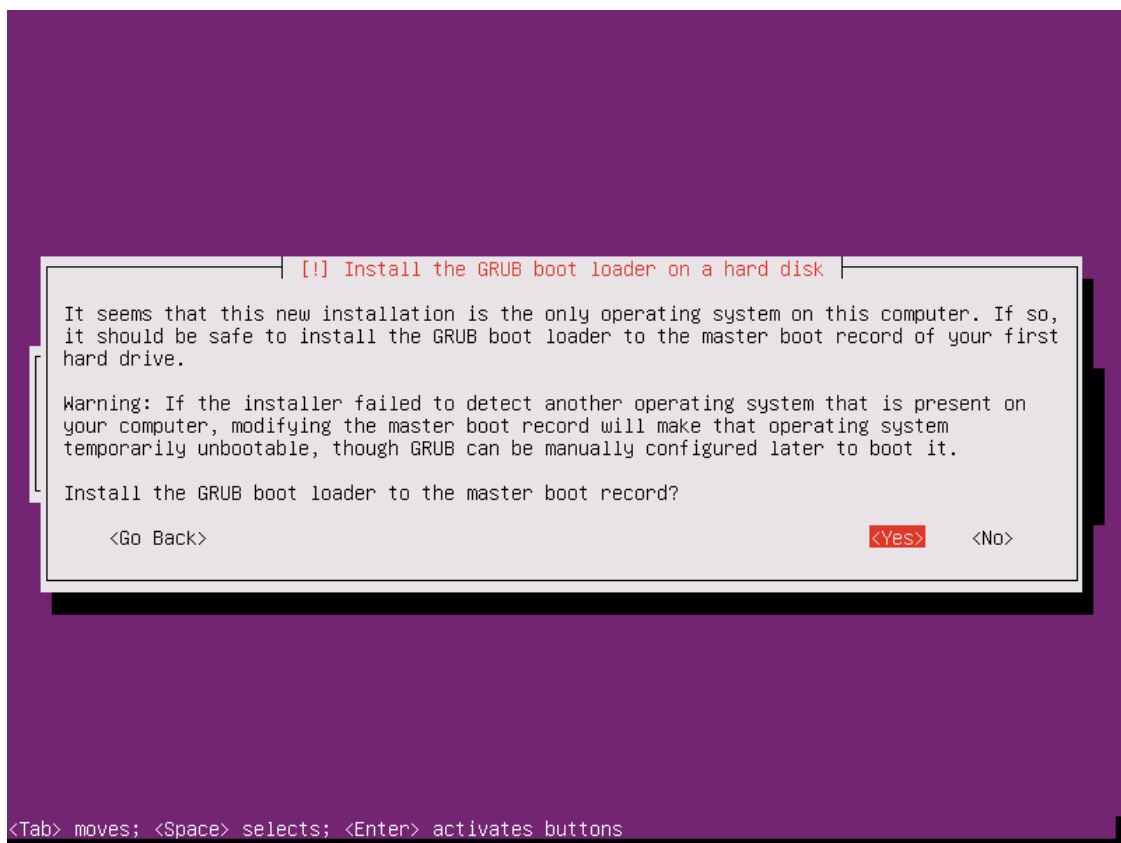 [!] Install the GRUB boot loader on a hard disk
It seems that this new installation is the only operating system on this computer. If so,
it should be safe to install the GRUB boot loader to the master boot record of your first
hard drive.
Warning: If the installer failed to detect another operating system that is present on
your computer, modifying the master boot record will make that operating system
temporarily unbootable, though GRUB can be manually configured later to boot it.
Install the GRUB boot loader to the master boot record?
<Go Back> <Yes> <No>
<Tab> moves; <Space> selects; <Enter> activates buttons